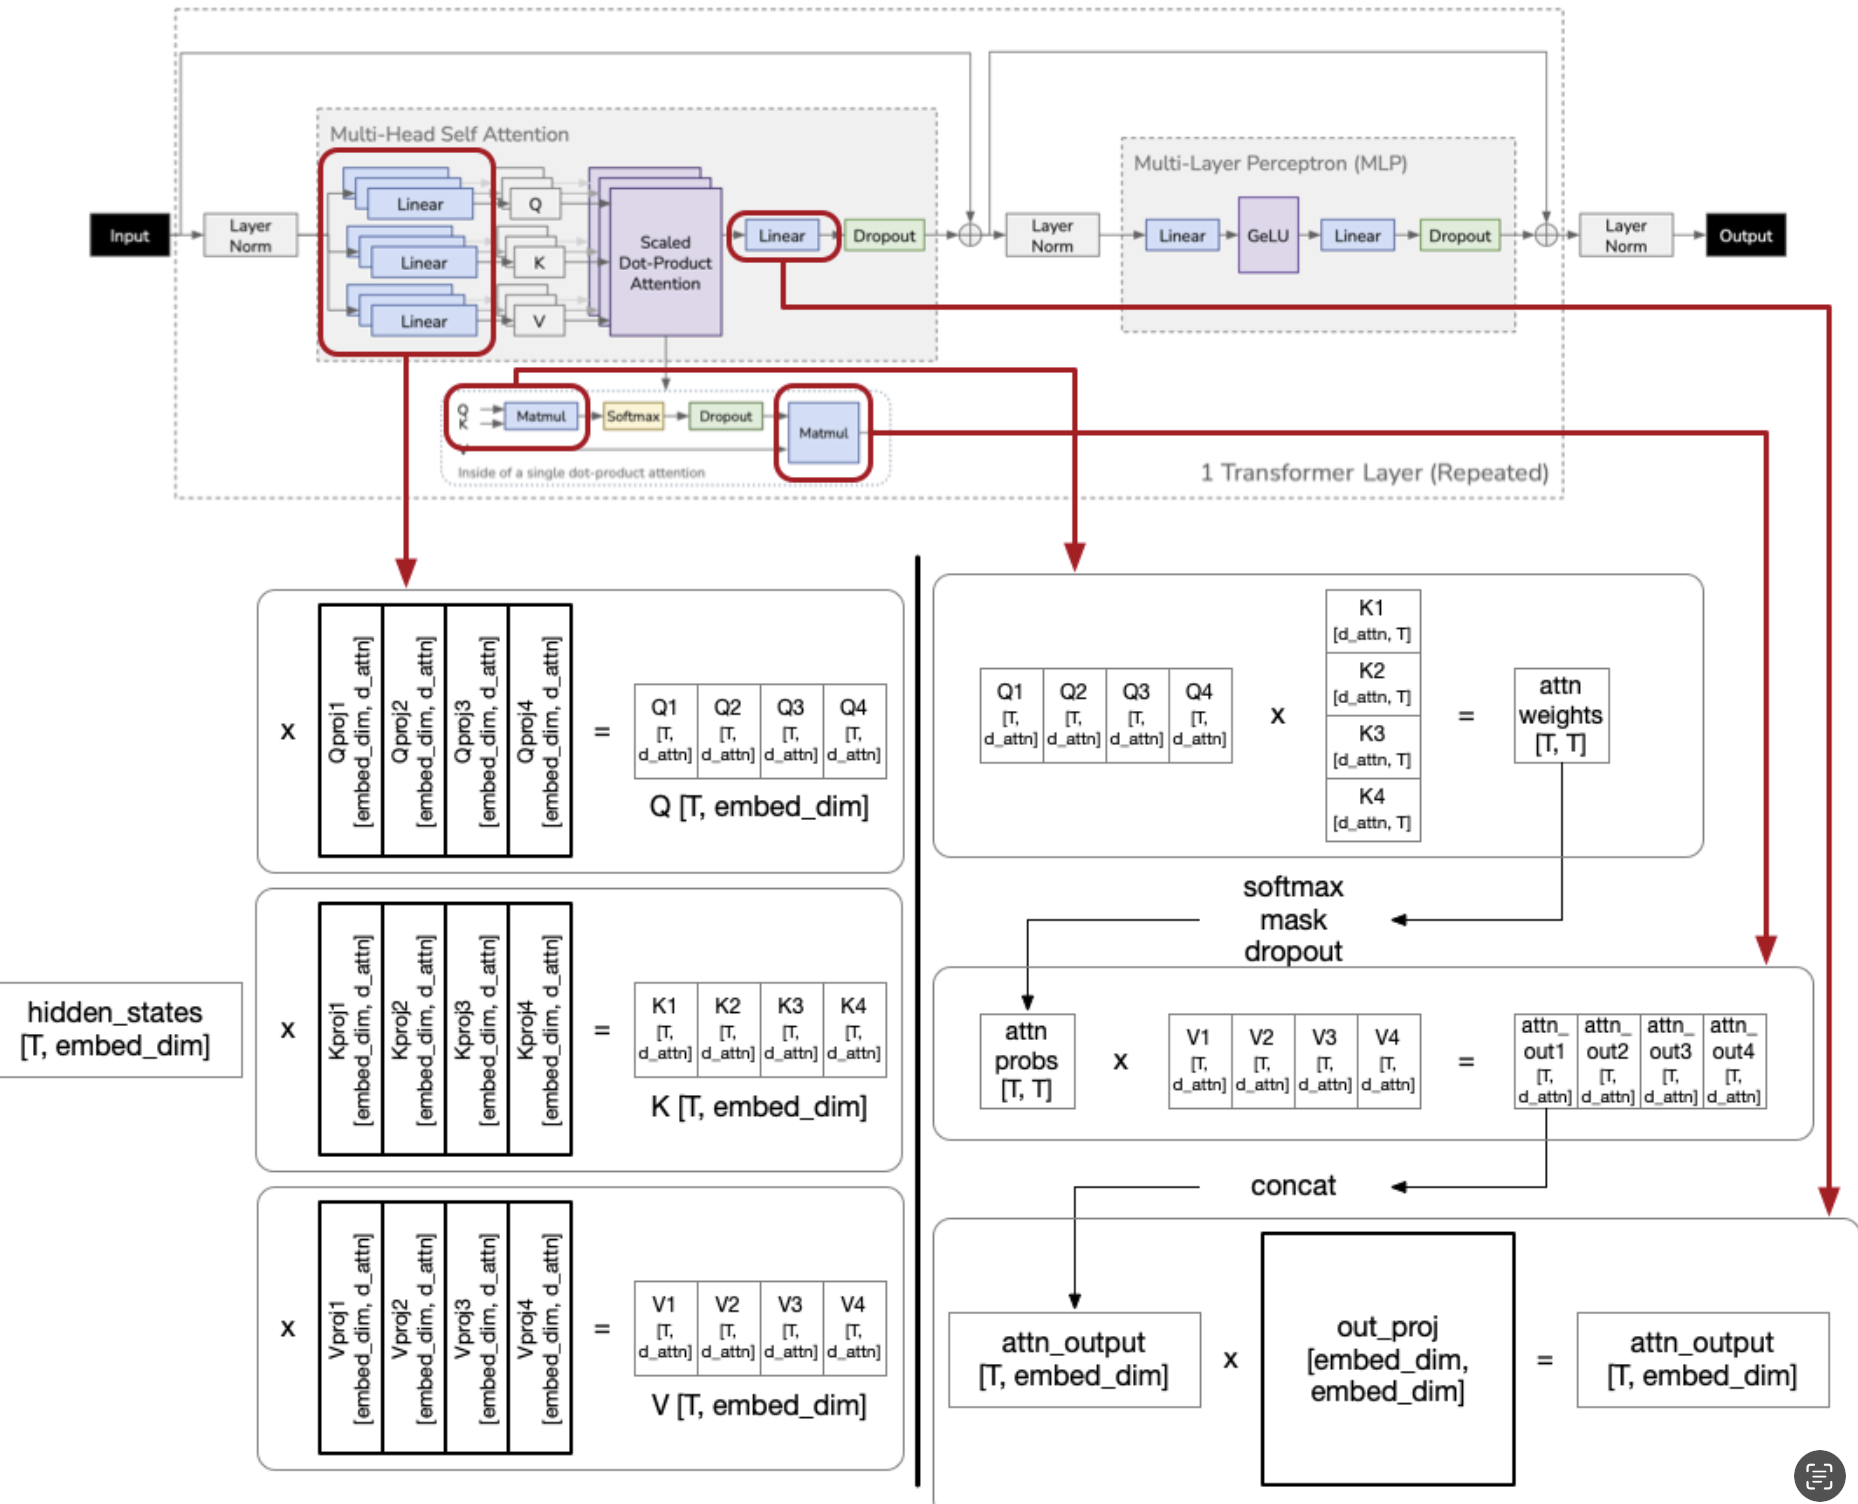 Multi-Head Self Attention
Multi-Layer Perceptron (MLP)
Input
Layer
Norm
Linear
Linear
Linear
Q
K
V
Scaled
Dot-Product
Attention
Linear
Dropout
Layer
Norm
Linear
GeLU
Linear
Dropout
Layer
Norm
Output
Q
K
V
Matmul
Softmax
Dropout
Matmul
Inside of a single dot-product attention
1 Transformer Layer (Repeated)
hidden_states
[T, embed_dim]
x
Qproj1
[embed_dim, d_attn]
Qproj2
[embed_dim, d_attn]
Qproj3
[embed_dim, d_attn]
Qproj4
[embed_dim, d_attn]
=
Q1
[T,
d_attn]
Q2
[T,
d_attn]
Q3
[T,
d_attn]
Q4
[T,
d_attn]
Q [T, embed_dim]
x
Kproj1
[embed_dim, d_attn]
Kproj2
[embed_dim, d_attn]
Kproj3
[embed_dim, d_attn]
Kproj4
[embed_dim, d_attn]
=
K1
[T,
d_attn]
K2
[T,
d_attn]
K3
[T,
d_attn]
K4
[T,
d_attn]
K [T, embed_dim]
x
Vproj1
[embed_dim, d_attn]
Vproj2
[embed_dim, d_attn]
Vproj3
[embed_dim, d_attn]
Vproj4
[embed_dim, d_attn]
=
V1
[T,
d_attn]
V2
[T,
d_attn]
V3
[T,
d_attn]
V4
[T,
d_attn]
V [T, embed_dim]
Q1
[T,
d_attn]
Q2
[T,
d_attn]
Q3
[T,
d_attn]
Q4
[T,
d_attn]
x
K1
[d_attn, T]
K2
[d_attn, T]
K3
[d_attn, T]
K4
[d_attn, T]
=
attn
weights
[T, T]
softmax
mask
dropout
attn
probs
[T, T]
x
V1
[T,
d_attn]
V2
[T,
d_attn]
V3
[T,
d_attn]
V4
[T,
d_attn]
=
attn_
out1
[T,
d_attn]
attn_
out2
[T,
d_attn]
attn_
out3
[T,
d_attn]
attn_
out4
[T,
d_attn]
concat
attn_output
[T, embed_dim]
x
out_proj
[embed_dim,
embed_dim]
=
attn_output
[T, embed_dim]